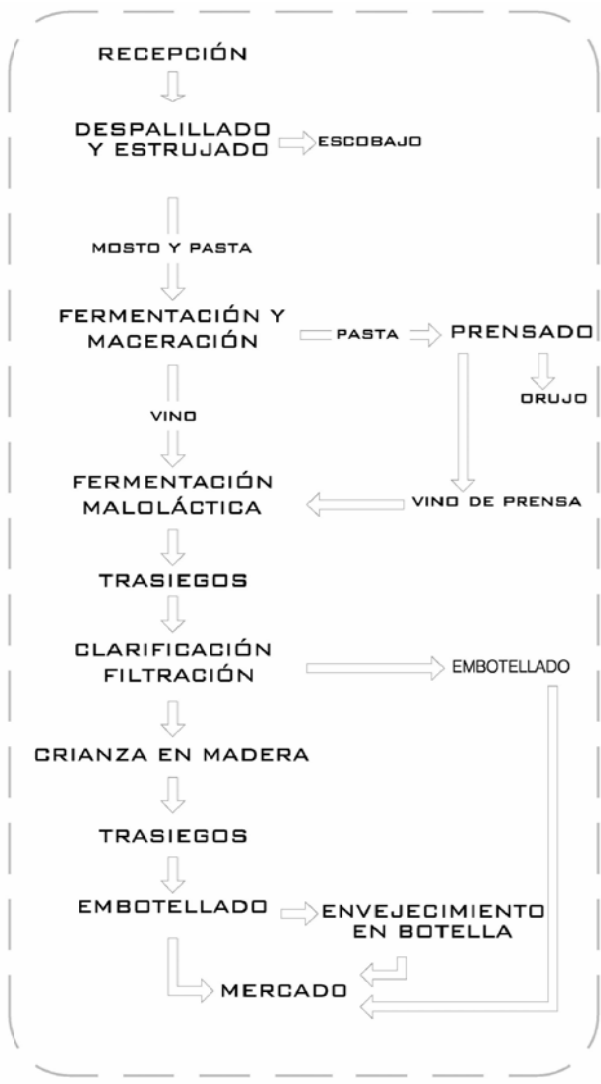 RECEPCIÓN
DESPALILLADO
Y ESTRUJADO
ESCOBAJO
MOSTO Y PASTA
FERMENTACIÓN Y
MACERACIÓN
PASTA
PRENSADO
ORUJO
VINO
FERMENTACIÓN
MALOLÁCTICA
VINO DE PRENSA
TRASIEGOS
CLARIFICACIÓN
FILTRACIÓN
EMBOTELLADO
CRIANZA EN MADERA
TRASIEGOS
EMBOTELLADO
ENVEJECIMIENTO
EN BOTELLA
MERCADO